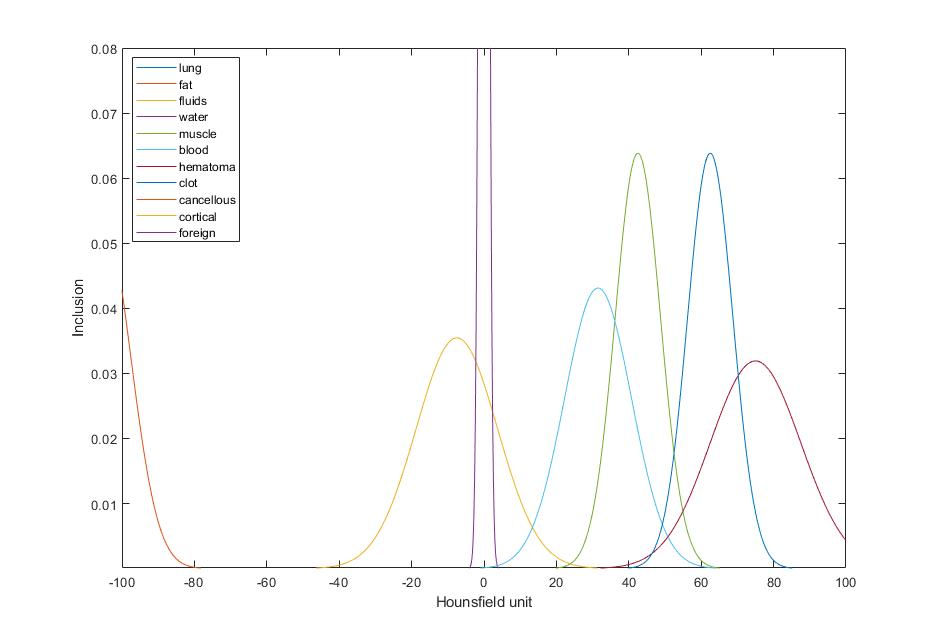 0.08
0.07
0.06
0.05
0.04
0.03
0.02
0.01
Inclusion
lung
fat
fluids
water
muscle
blood
hematoma
clot
cancellous
cortical
foreign
-100 -80 -60 -40 -20 0 20 40 60 80 100
Hounsfield unit